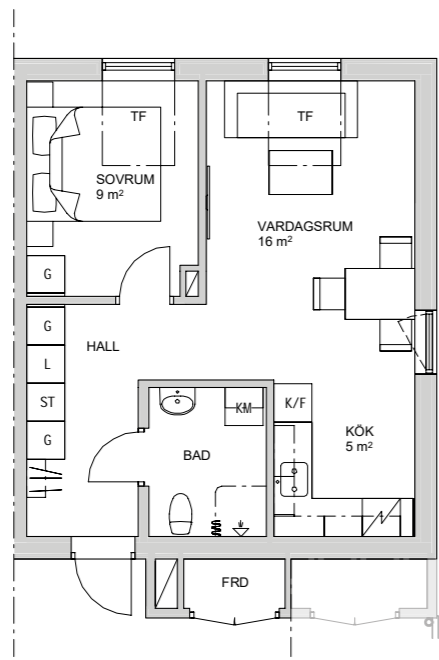 TF
TF
SOVRUM
9 m²
VARDAGSRUM
16 m²
G
G
HALL
L
ST
KM
K/F
G
KÖK
5 m²
BAD
FRD